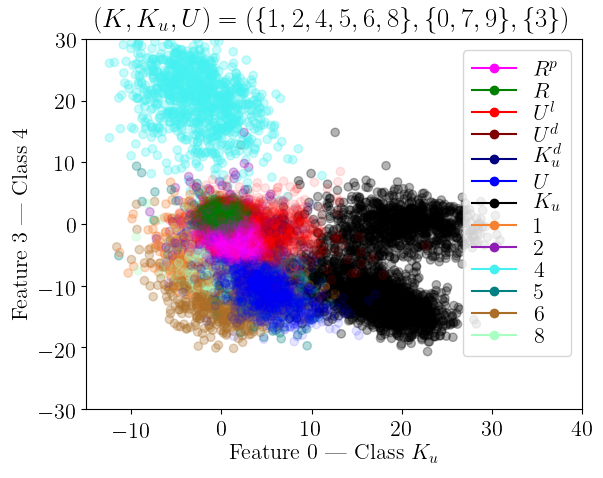 (K, K_u, U) = ({1, 2, 4, 5, 6, 8}, {0, 7, 9}, {3})
Feature 3 — Class 4
30
20
10
0
−10
−20
−30
−10
0
10
20
30
40
Feature 0 — Class K_u
R^p
R
U^l
U^d
K_u^d
U
K_u
1
2
4
5
6
8